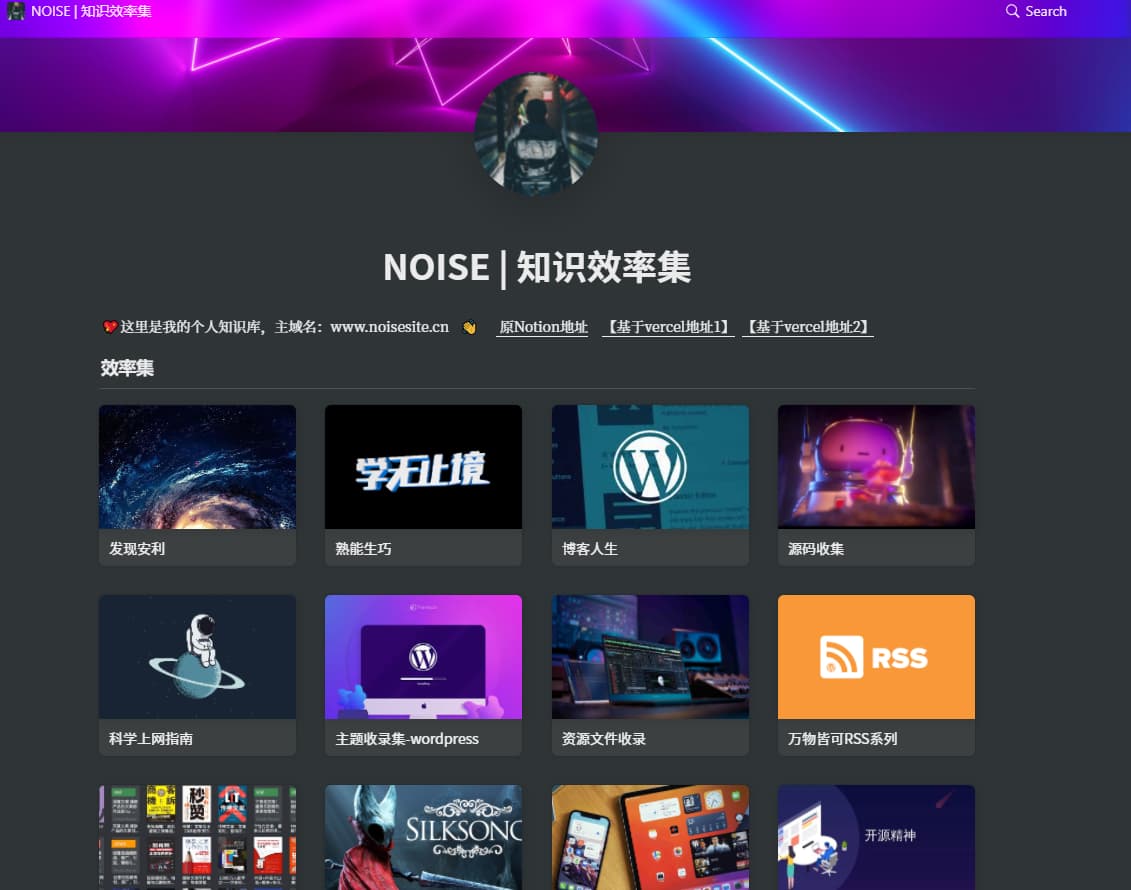 NOISE | 知识效率集
Search
NOISE | 知识效率集
这里是我的个人知识库，主域名：www.noisesite.cn 原Notion地址 【基于vercel地址1】 【基于vercel地址2】
效率集
学无止境
发现安利
熟能生巧
博客人生
源码收集
RSS
科学上网指南
主题收录集-wordpress
资源文件收录
万物皆可RSS系列
SILKSONG
开源精神